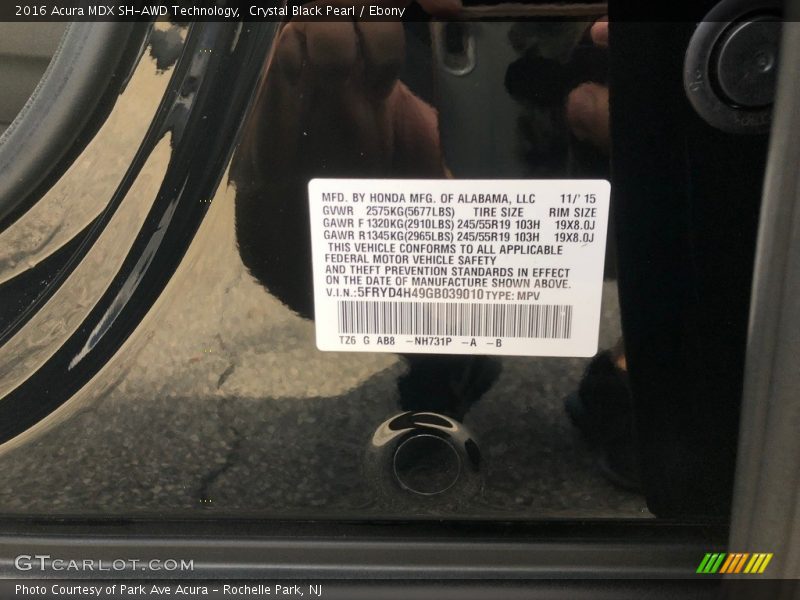 2016 Acura MDX SH-AWD Technology,  Crystal Black Pearl / Ebony
MFD. BY HONDA MFG. OF ALABAMA, LLC 11/' 15
GVWR 2575KG(5677LBS) TIRE SIZE RIM SIZE
GAWR F 1320KG(2910LBS) 245/55R19 103H 19X8.0J
GAWR R1345KG(2965LBS) 245/55R19 103H 19X8.0J
THIS VEHICLE CONFORMS TO ALL APPLICABLE
FEDERAL MOTOR VEHICLE SAFETY
AND THEFT PREVENTION STANDARDS IN EFFECT
ON THE DATE OF MANUFACTURE SHOWN ABOVE.
V.I.N.:5FRYD4H49GB039010 TYPE: MPV
TZ6 G AB8 -NH731P -A -B
GTCARLOT.COM
Photo Courtesy of Park Ave Acura - Rochelle Park, NJ